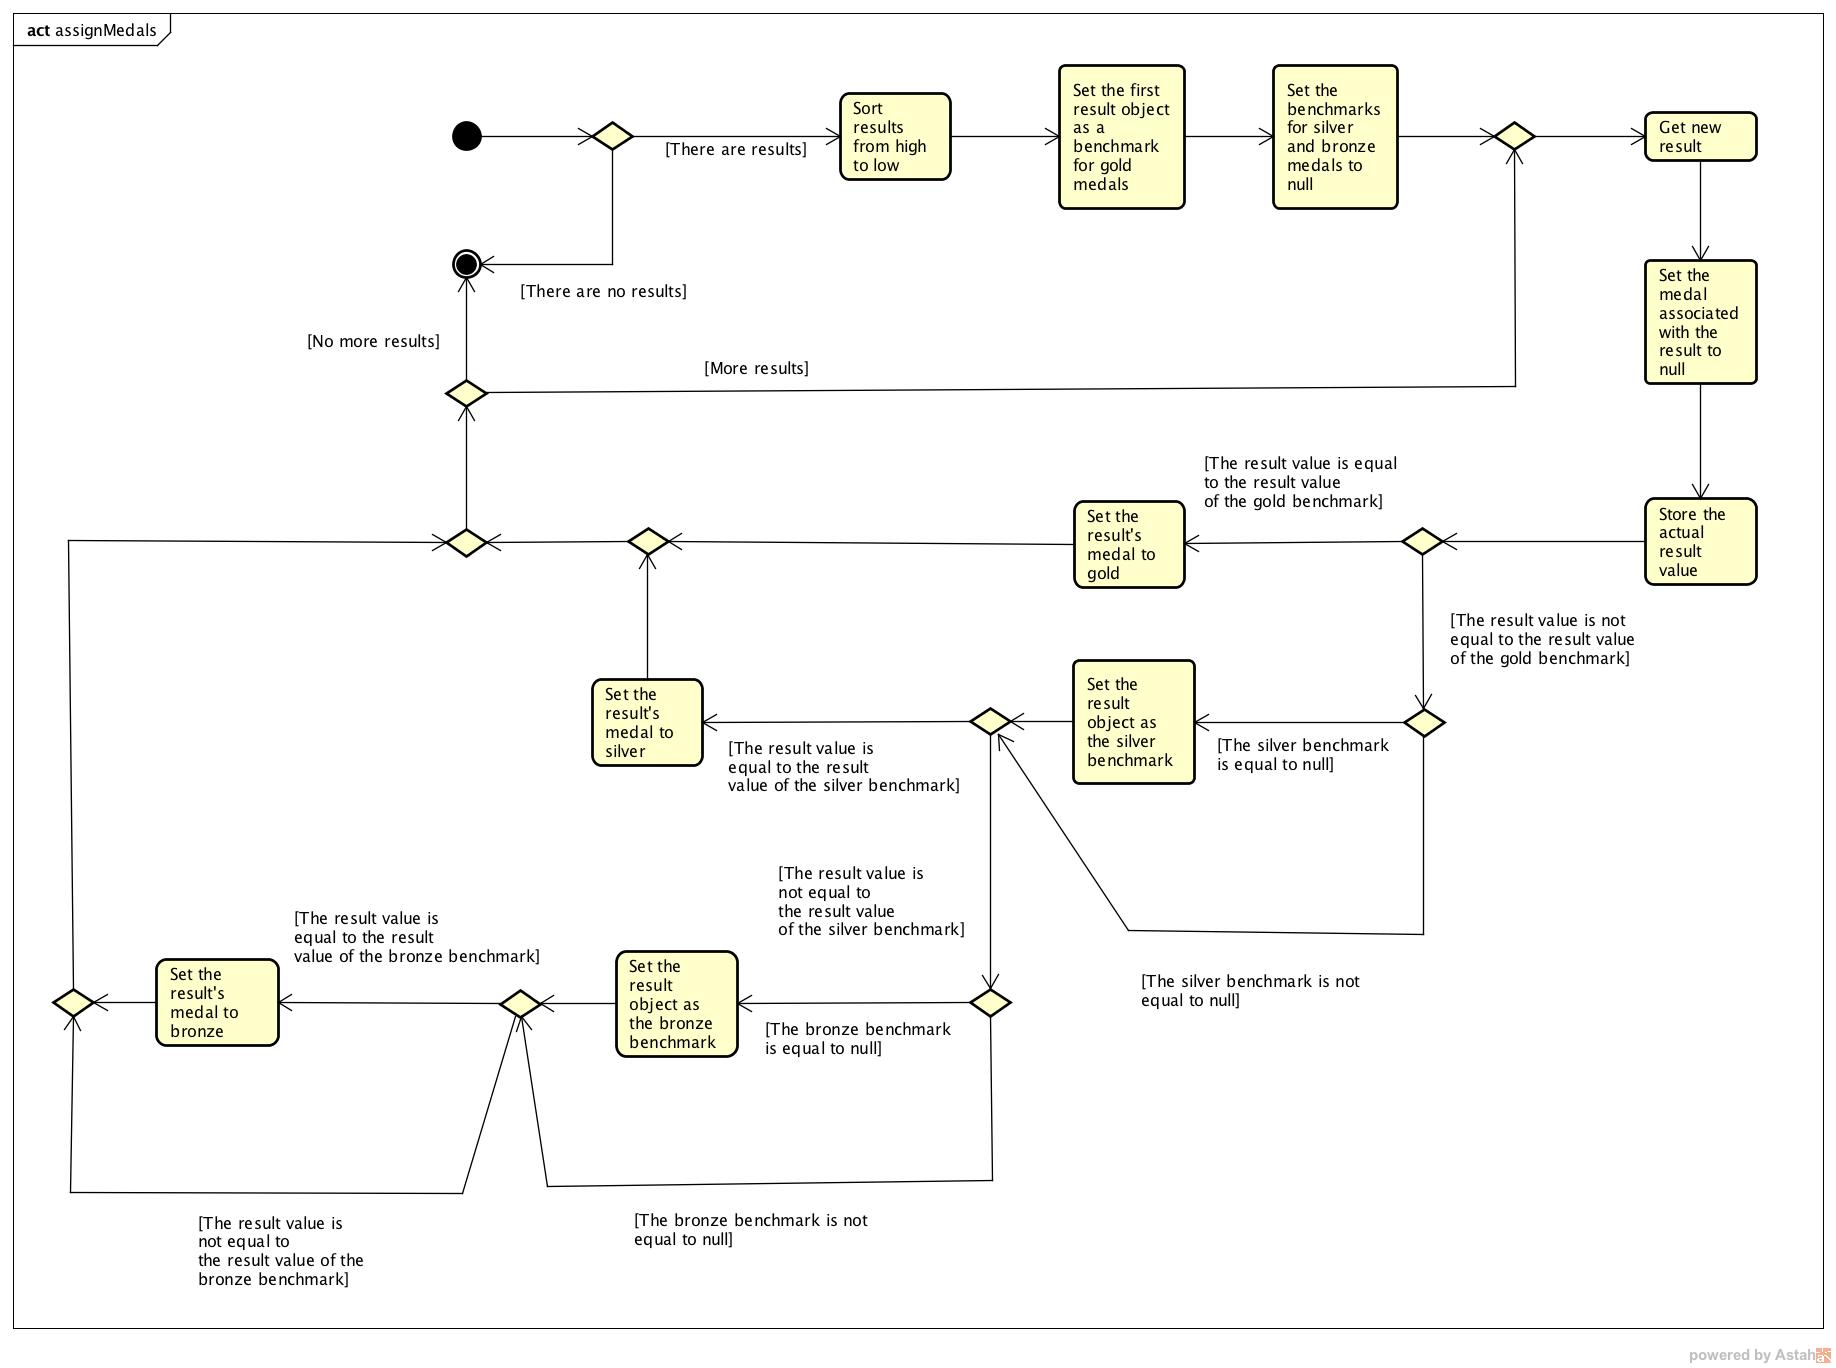 act assignMedals
Sort
results
from high
to low
Set the first
result object
as a
benchmark
for gold
medals
Set the
benchmarks
for silver
and bronze
medals to
null
Get new
result
[There are results]
[There are no results]
Set the
medal
associated
with the
result to
null
[No more results]
[More results]
[The result value is equal
to the result value
of the gold benchmark]
Set the
result's
medal to
gold
Store the
actual
result
value
[The result value is not
equal to the result value
of the gold benchmark]
Set the
result's
medal to
silver
[The result value is
equal to the result
value of the silver benchmark]
Set the
result
object as
the silver
benchmark
[The silver benchmark
is equal to null]
[The result value is
not equal to
the result value
of the silver benchmark]
[The silver benchmark is not
equal to null]
[The result value is
equal to the result
value of the bronze benchmark]
Set the
result's
medal to
bronze
Set the
result
object as
the bronze
benchmark
[The bronze benchmark
is equal to null]
[The result value is
not equal to
the result value of the
bronze benchmark]
[The bronze benchmark is not
equal to null]
powered by Astah